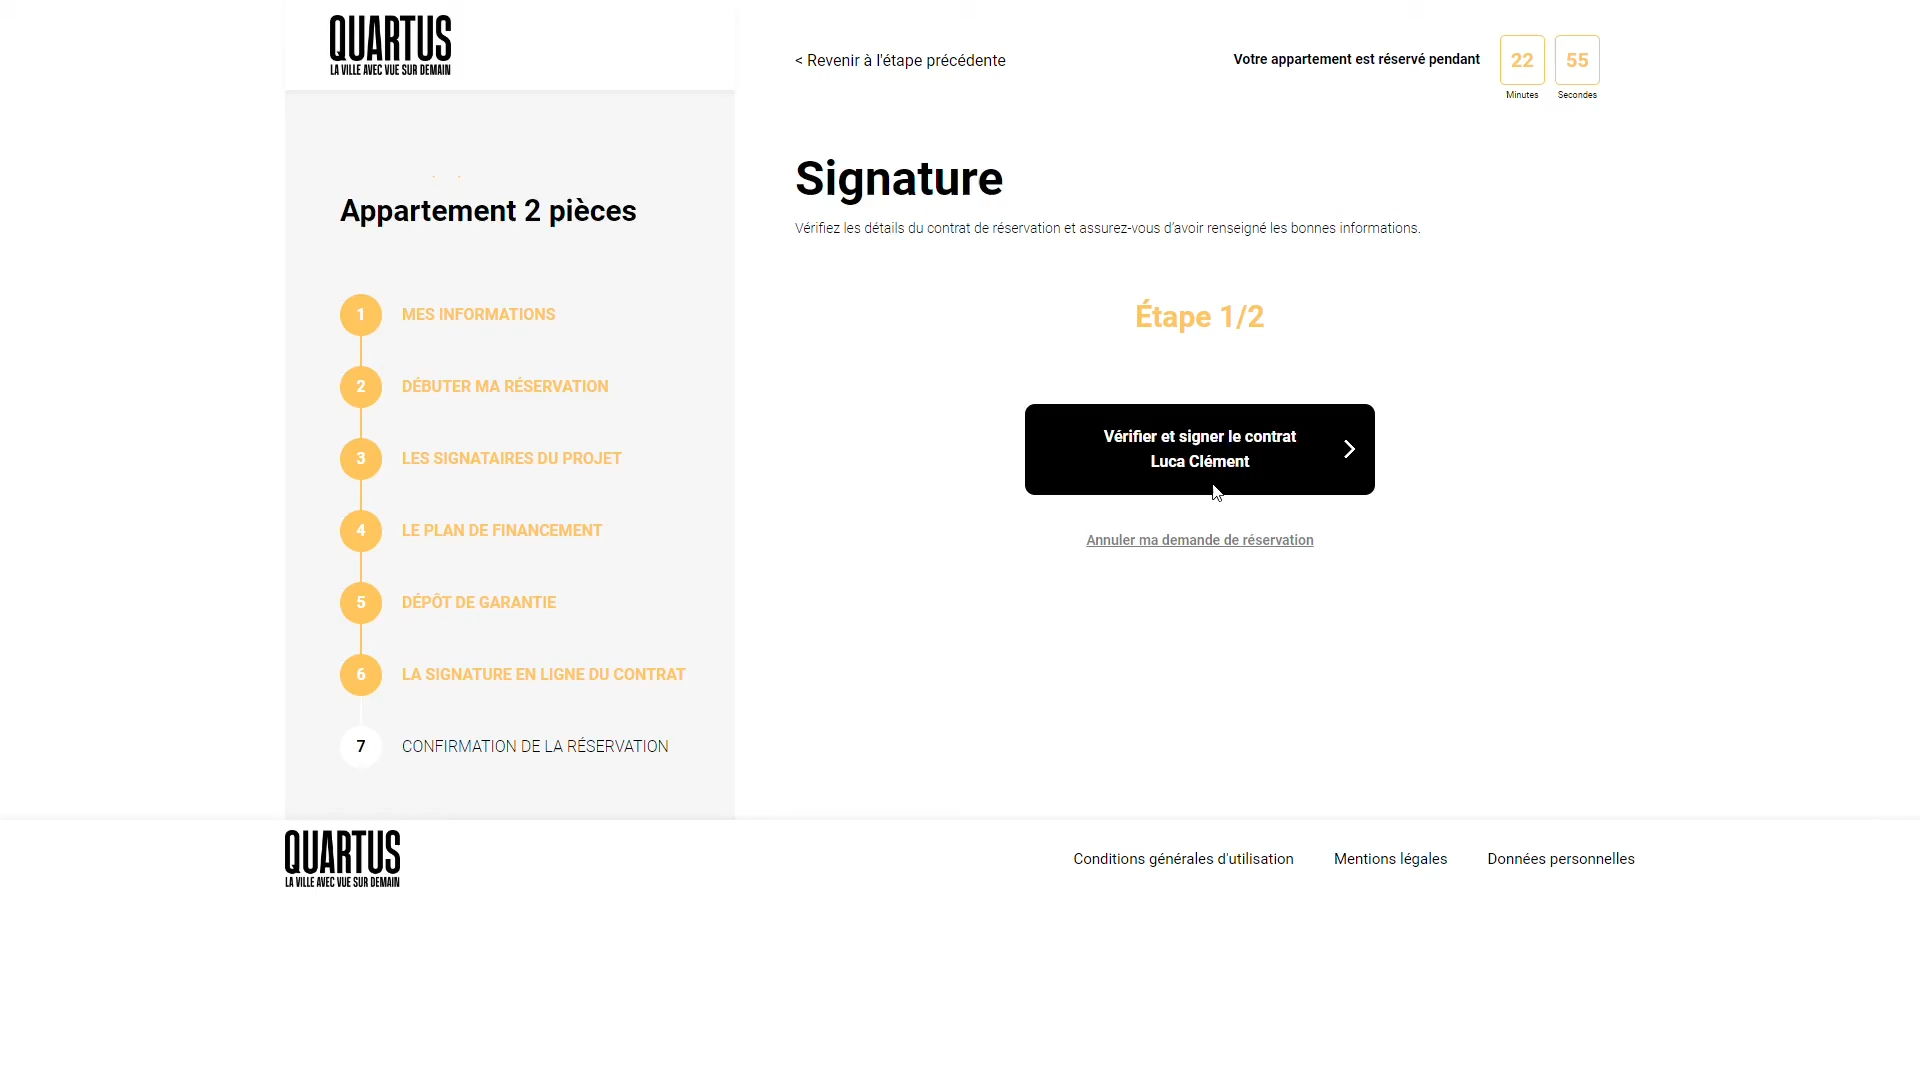 QUARTUS
LA VILLE AVEC VUE SUR DEMAIN
< Revenir à l'étape précédente
Votre appartement est réservé pendant
22
55
Minutes
Secondes
Appartement 2 pièces
1 MES INFORMATIONS
2 DÉBUTER MA RÉSERVATION
3 LES SIGNATAIRES DU PROJET
4 LE PLAN DE FINANCEMENT
5 DÉPÔT DE GARANTIE
6 LA SIGNATURE EN LIGNE DU CONTRAT
7 CONFIRMATION DE LA RÉSERVATION
Signature
Vérifiez les détails du contrat de réservation et assurez-vous d'avoir renseigné les bonnes informations.
Étape 1/2
Vérifier et signer le contrat
Luca Clément
Annuler ma demande de réservation
QUARTUS
LA VILLE AVEC VUE SUR DEMAIN
Conditions générales d'utilisation
Mentions légales
Données personnelles